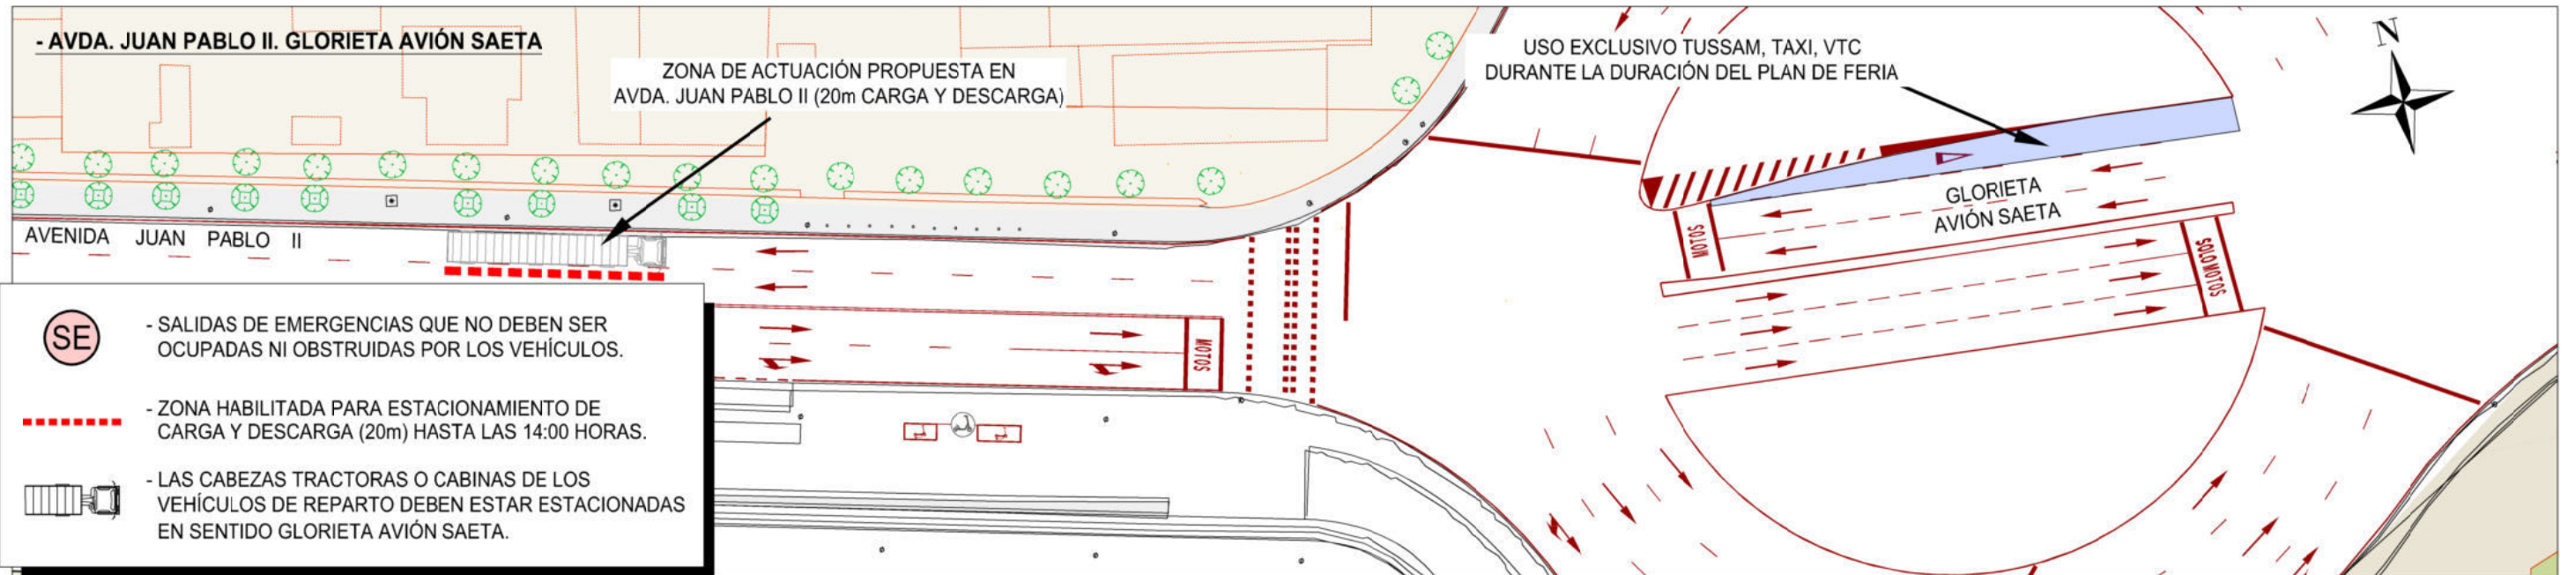 - AVDA. JUAN PABLO II. GLORIETA AVIÓN SAETA
ZONA DE ACTUACIÓN PROPUESTA EN
AVDA. JUAN PABLO II (20m CARGA Y DESCARGA)
USO EXCLUSIVO TUSSAM, TAXI, VTC
DURANTE LA DURACIÓN DEL PLAN DE FERIA
N
GLORIETA
AVIÓN SAETA
MOTOS
SOLO MOTOS
AVENIDA JUAN PABLO II
MOTOS
SE
- SALIDAS DE EMERGENCIAS QUE NO DEBEN SER
OCUPADAS NI OBSTRUIDAS POR LOS VEHÍCULOS.
- ZONA HABILITADA PARA ESTACIONAMIENTO DE
CARGA Y DESCARGA (20m) HASTA LAS 14:00 HORAS.
- LAS CABEZAS TRACTORAS O CABINAS DE LOS
VEHÍCULOS DE REPARTO DEBEN ESTAR ESTACIONADAS
EN SENTIDO GLORIETA AVIÓN SAETA.